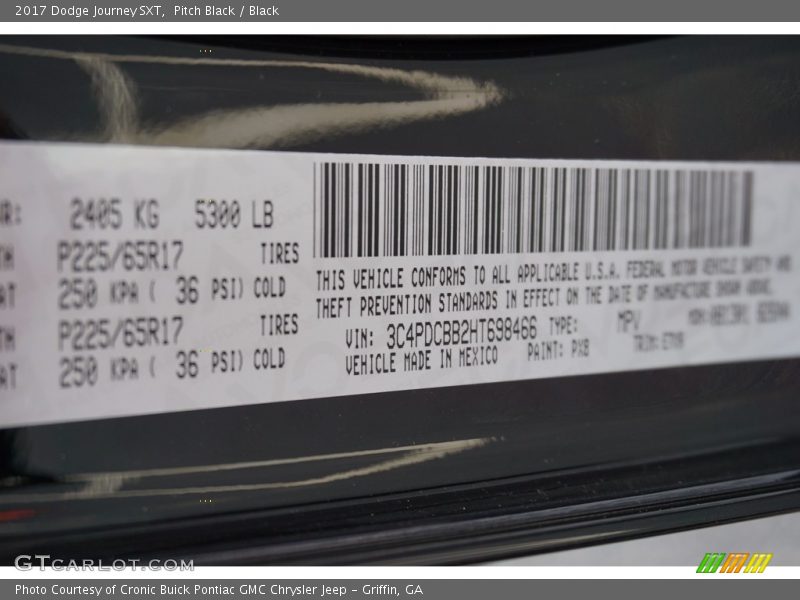 2017 Dodge Journey SXT, Pitch Black / Black
2405 KG 5300 LB
P225/65R17 TIRES
250 KPA ( 36 PSI) COLD
P225/65R17 TIRES
250 KPA ( 36 PSI) COLD
THIS VEHICLE CONFORMS TO ALL APPLICABLE U.S.A. FEDERAL MOTOR VEHICLE SAFETY AND
THEFT PREVENTION STANDARDS IN EFFECT ON THE DATE OF MANUFACTURE SHOWN ABOVE.
VIN: 3C4PDCBB2HT698466 TYPE: MPV
VEHICLE MADE IN MEXICO PAINT: PXB TRIM:
GTCARLOT.COM
Photo Courtesy of Cronic Buick Pontiac GMC Chrysler Jeep - Griffin, GA